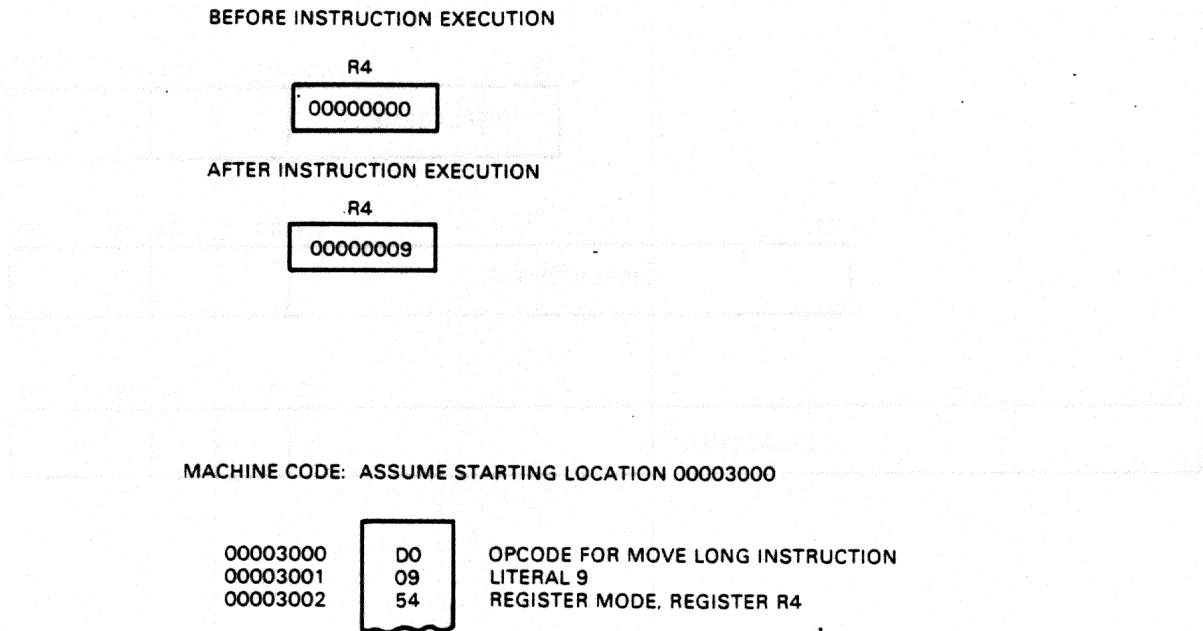 BEFORE INSTRUCTION EXECUTION
R4
00000000
AFTER INSTRUCTION EXECUTION
R4
00000009
MACHINE CODE: ASSUME STARTING LOCATION 00003000
00003000 D0 OPCODE FOR MOVE LONG INSTRUCTION
00003001 09 LITERAL 9
00003002 54 REGISTER MODE, REGISTER R4